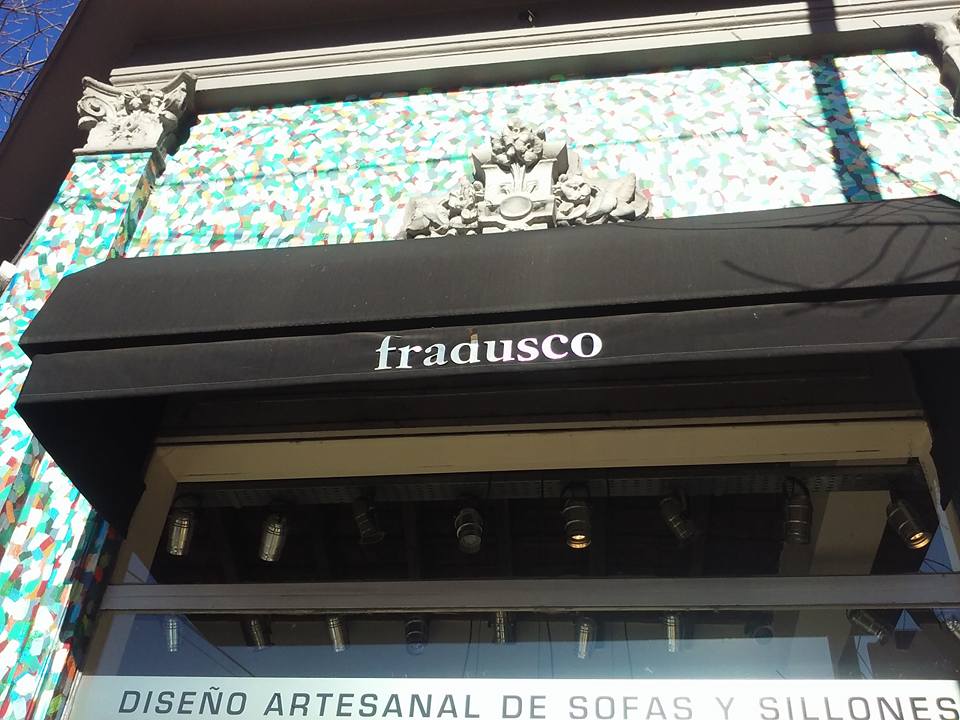 fradusco
DISEÑO ARTESANAL DE SOFAS Y SILLONES